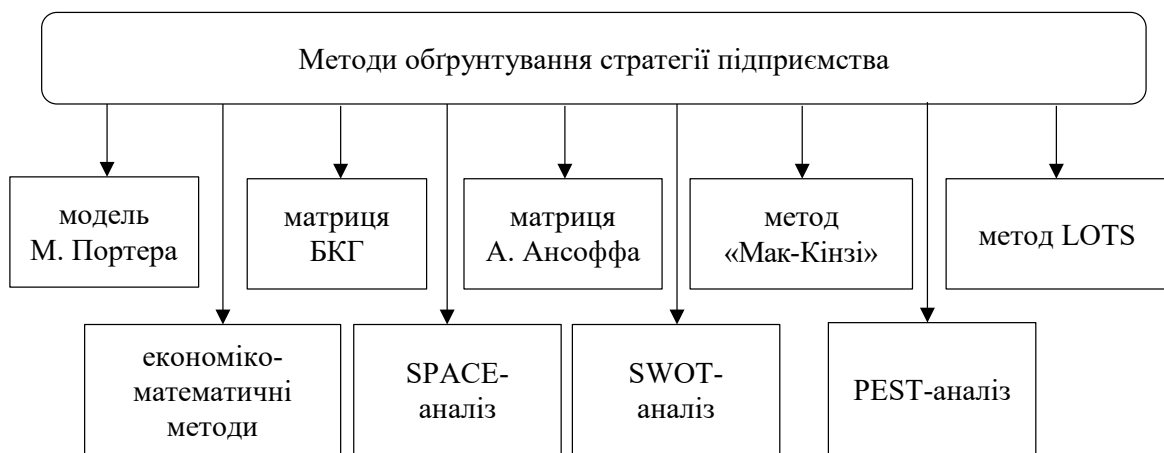 Методи обґрунтування стратегії підприємства
модель
М. Портера
матриця
БКГ
матриця
А. Ансоффа
метод
«Мак-Кінзі»
метод LOTS
економіко-
математичні
методи
SPACE-
аналіз
SWOT-
аналіз
PEST-аналіз